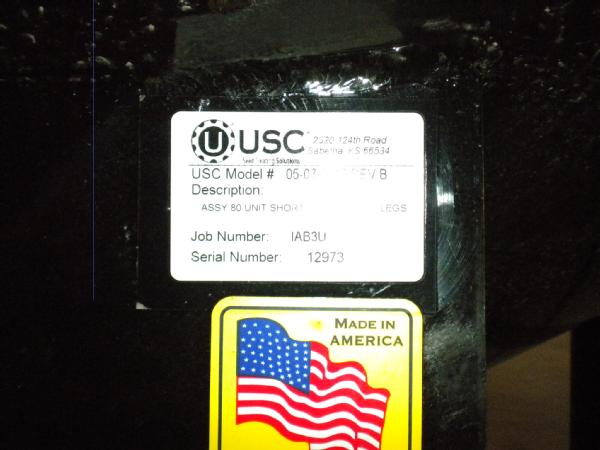 U USC 2320 124th Road
Sabetha, KS 66534
Seed Treating Solutions
USC Model # REV B
Description:
ASSY 80 UNIT SHORT LEGS
Job Number: IAB3U
Serial Number: 12973
MADE IN
AMERICA